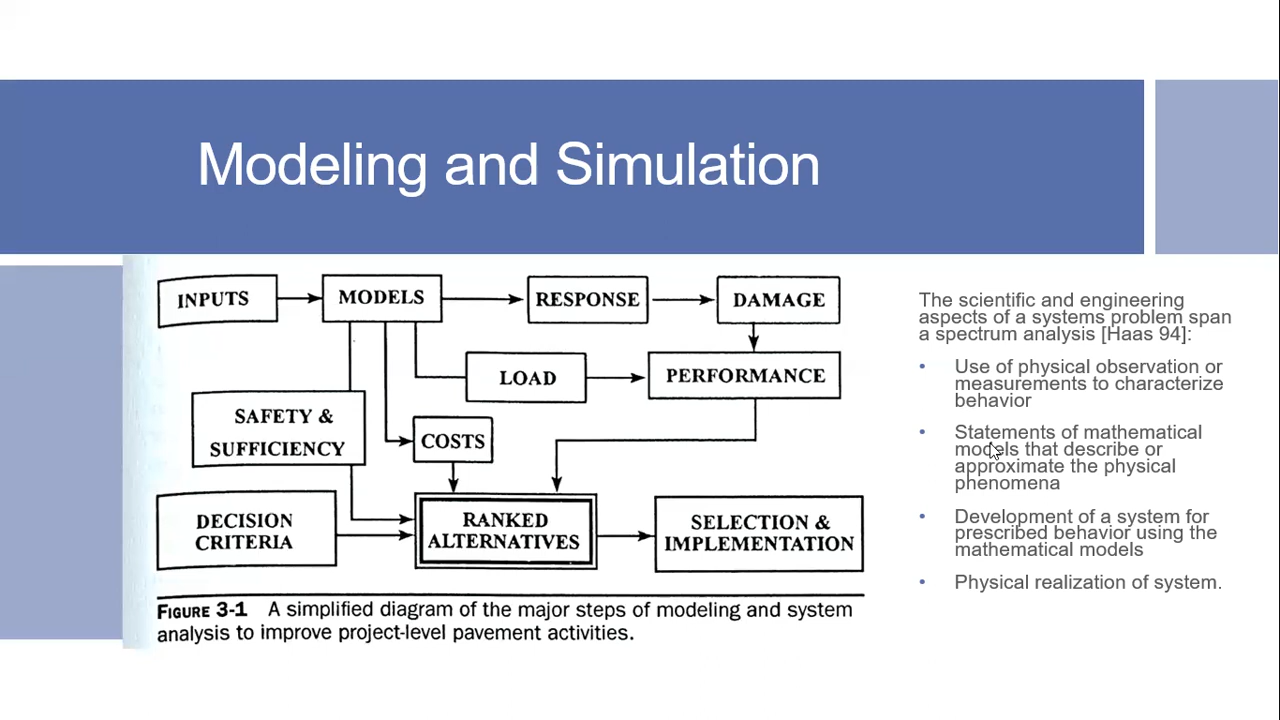 Modeling and Simulation
INPUTS
MODELS
RESPONSE
DAMAGE
LOAD
PERFORMANCE
SAFETY &
SUFFICIENCY
COSTS
DECISION
CRITERIA
RANKED
ALTERNATIVES
SELECTION &
IMPLEMENTATION
FIGURE 3-1 A simplified diagram of the major steps of modeling and system
analysis to improve project-level pavement activities.
The scientific and engineering
aspects of a systems problem span
a spectrum analysis [Haas 94]:
• Use of physical observation or
measurements to characterize
behavior
• Statements of mathematical
models that describe or
approximate the physical
phenomena
• Development of a system for
prescribed behavior using the
mathematical models
• Physical realization of system.